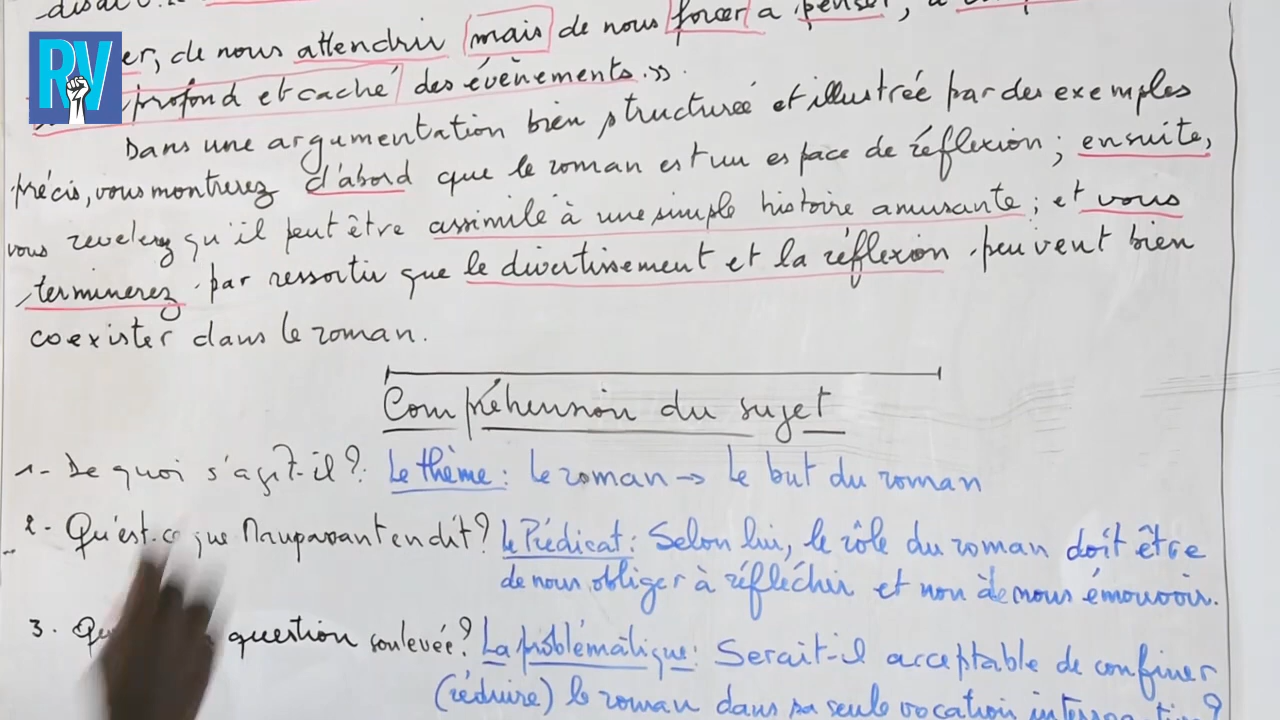 er, de nous attendrir mais de nous forcer à penser, à
RV
profond et caché des évènements.»
Dans une argumentation bien structureé et illustrée par des exemples
précis, vous montrerez d'abord que le roman est un espace de réflexion; ensuite,
vous revelerez qu'il peut être assimilé à une simple histoire amusante; et vous
terminerez par ressortir que le divertissement et la réflexion peuvent bien
coexister dans le roman.
Compréhension du sujet
1- De quoi s'agit-il? Le thème: le roman → Le but du roman
2- Qu'est-ce que Maupassant en dit? Le Prédicat: Selon lui, le rôle du roman doit être
de nous obliger à réfléchir et non de nous émouvoir.
3. question soulevée? La problématique: Serait-il acceptable de confiner
(réduire) le roman dans sa seule vocation ?